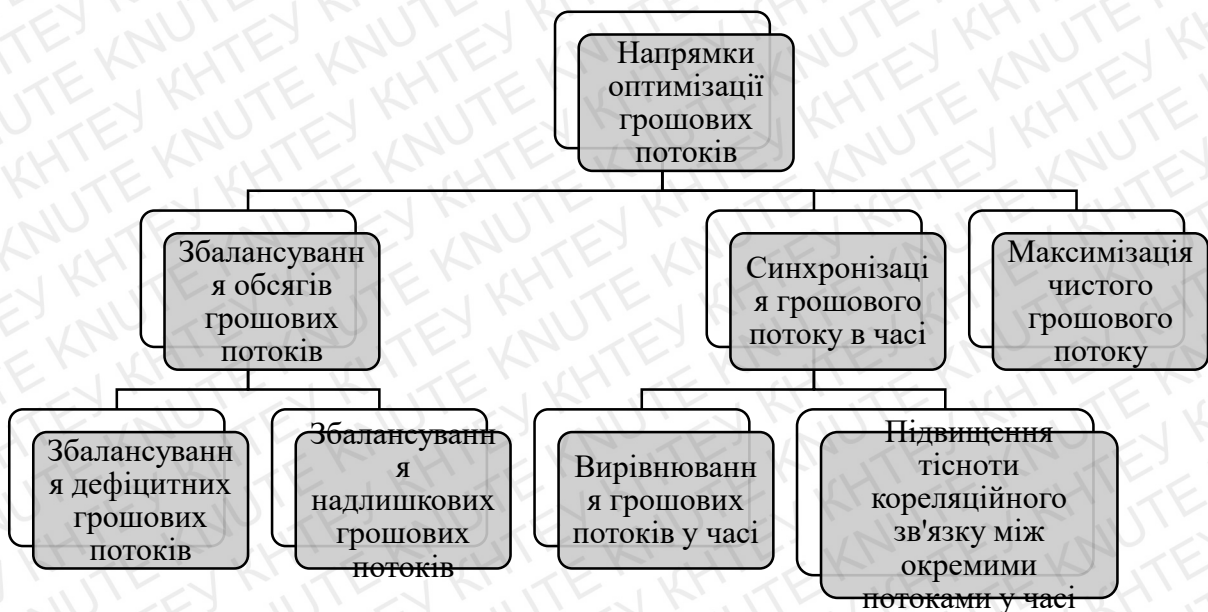 Напрямки
оптимізації
грошових
потоків
Збалансуванн
я обсягів
грошових
потоків
Синхронізаці
я грошового
потоку в часі
Максимізація
чистого
грошового
потоку
Збалансуванн
я дефіцитних
грошових
потоків
Збалансуванн
я
надлишкових
грошових
потоків
Вирівнюванн
я грошових
потоків у часі
Підвищення
тісноти
кореляційного
зв'язку між
окремими
потоками у часі